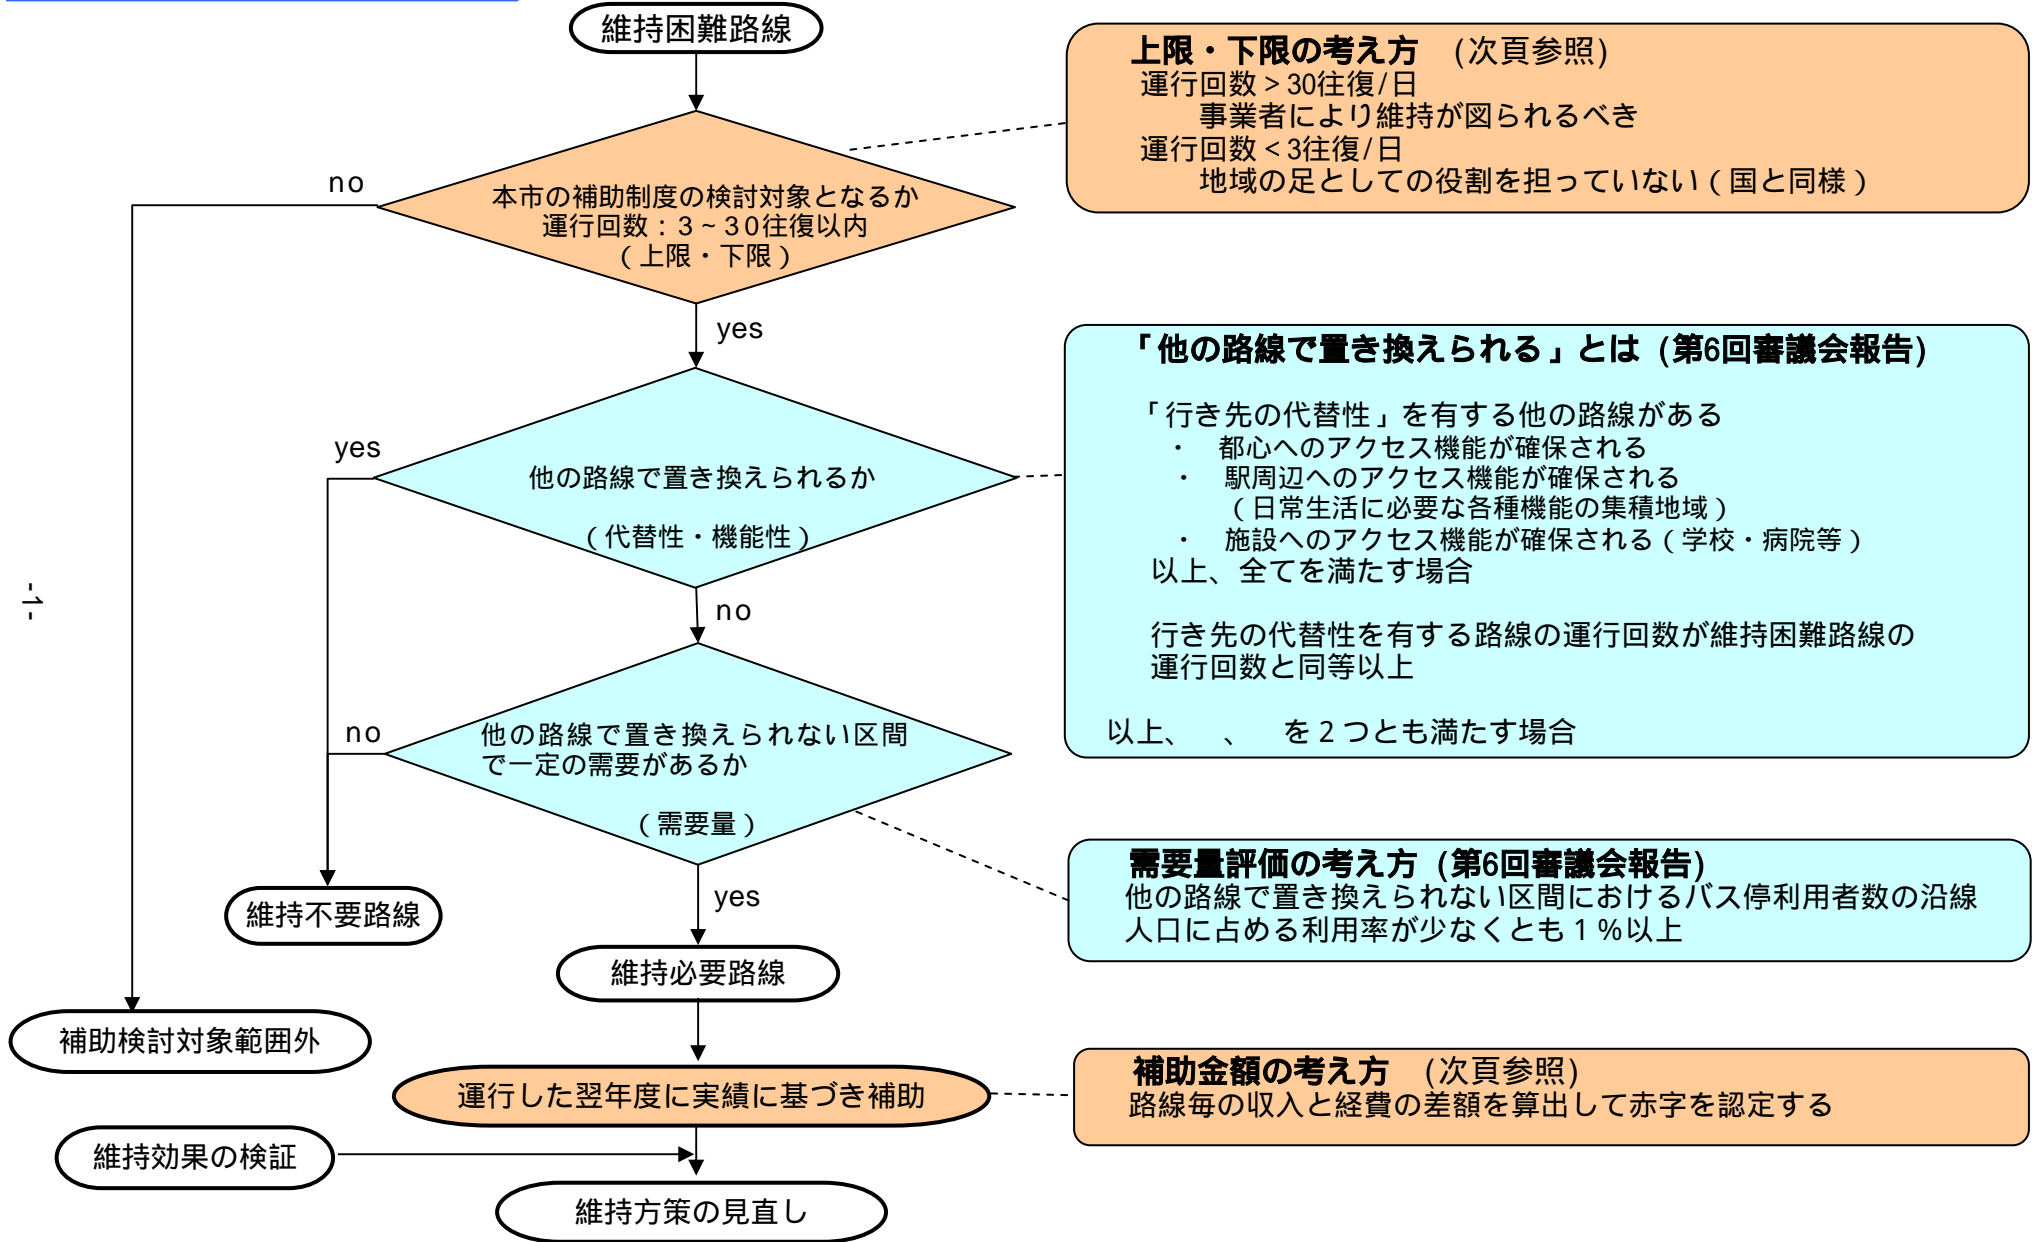 維持困難路線
上限・下限の考え方 (次頁参照)
運行回数 > 30往復/日
事業者により維持が図られるべき
運行回数 < 3往復/日
地域の足としての役割を担っていない（国と同様）
no
本市の補助制度の検討対象となるか
運行回数：３~３０往復以内
（上限・下限）
yes
「他の路線で置き換えられる」とは (第6回審議会報告)
「行き先の代替性」を有する他の路線がある
・ 都心へのアクセス機能が確保される
・ 駅周辺へのアクセス機能が確保される
（日常生活に必要な各種機能の集積地域）
・ 施設へのアクセス機能が確保される（学校・病院等）
以上、全てを満たす場合
行き先の代替性を有する路線の運行回数が維持困難路線の
運行回数と同等以上
以上、 、 を２つとも満たす場合
yes
他の路線で置き換えられるか
（代替性・機能性）
no
-1-
no
他の路線で置き換えられない区間
で一定の需要があるか
（需要量）
yes
需要量評価の考え方 (第6回審議会報告)
他の路線で置き換えられない区間におけるバス停利用者数の沿線
人口に占める利用率が少なくとも１％以上
維持不要路線
維持必要路線
補助検討対象範囲外
運行した翌年度に実績に基づき補助
補助金額の考え方 (次頁参照)
路線毎の収入と経費の差額を算出して赤字を認定する
維持効果の検証
維持方策の見直し